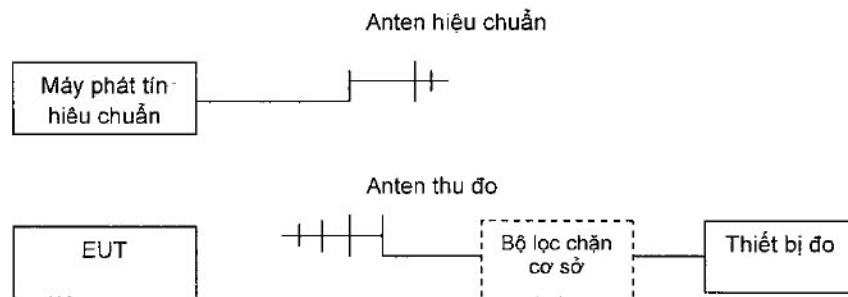 Anten hiệu chuẩn
Máy phát tín
hiêu chuẩn
Anten thu đo
EUT
Bộ lọc chặn
cơ sở
Thiết bị đo